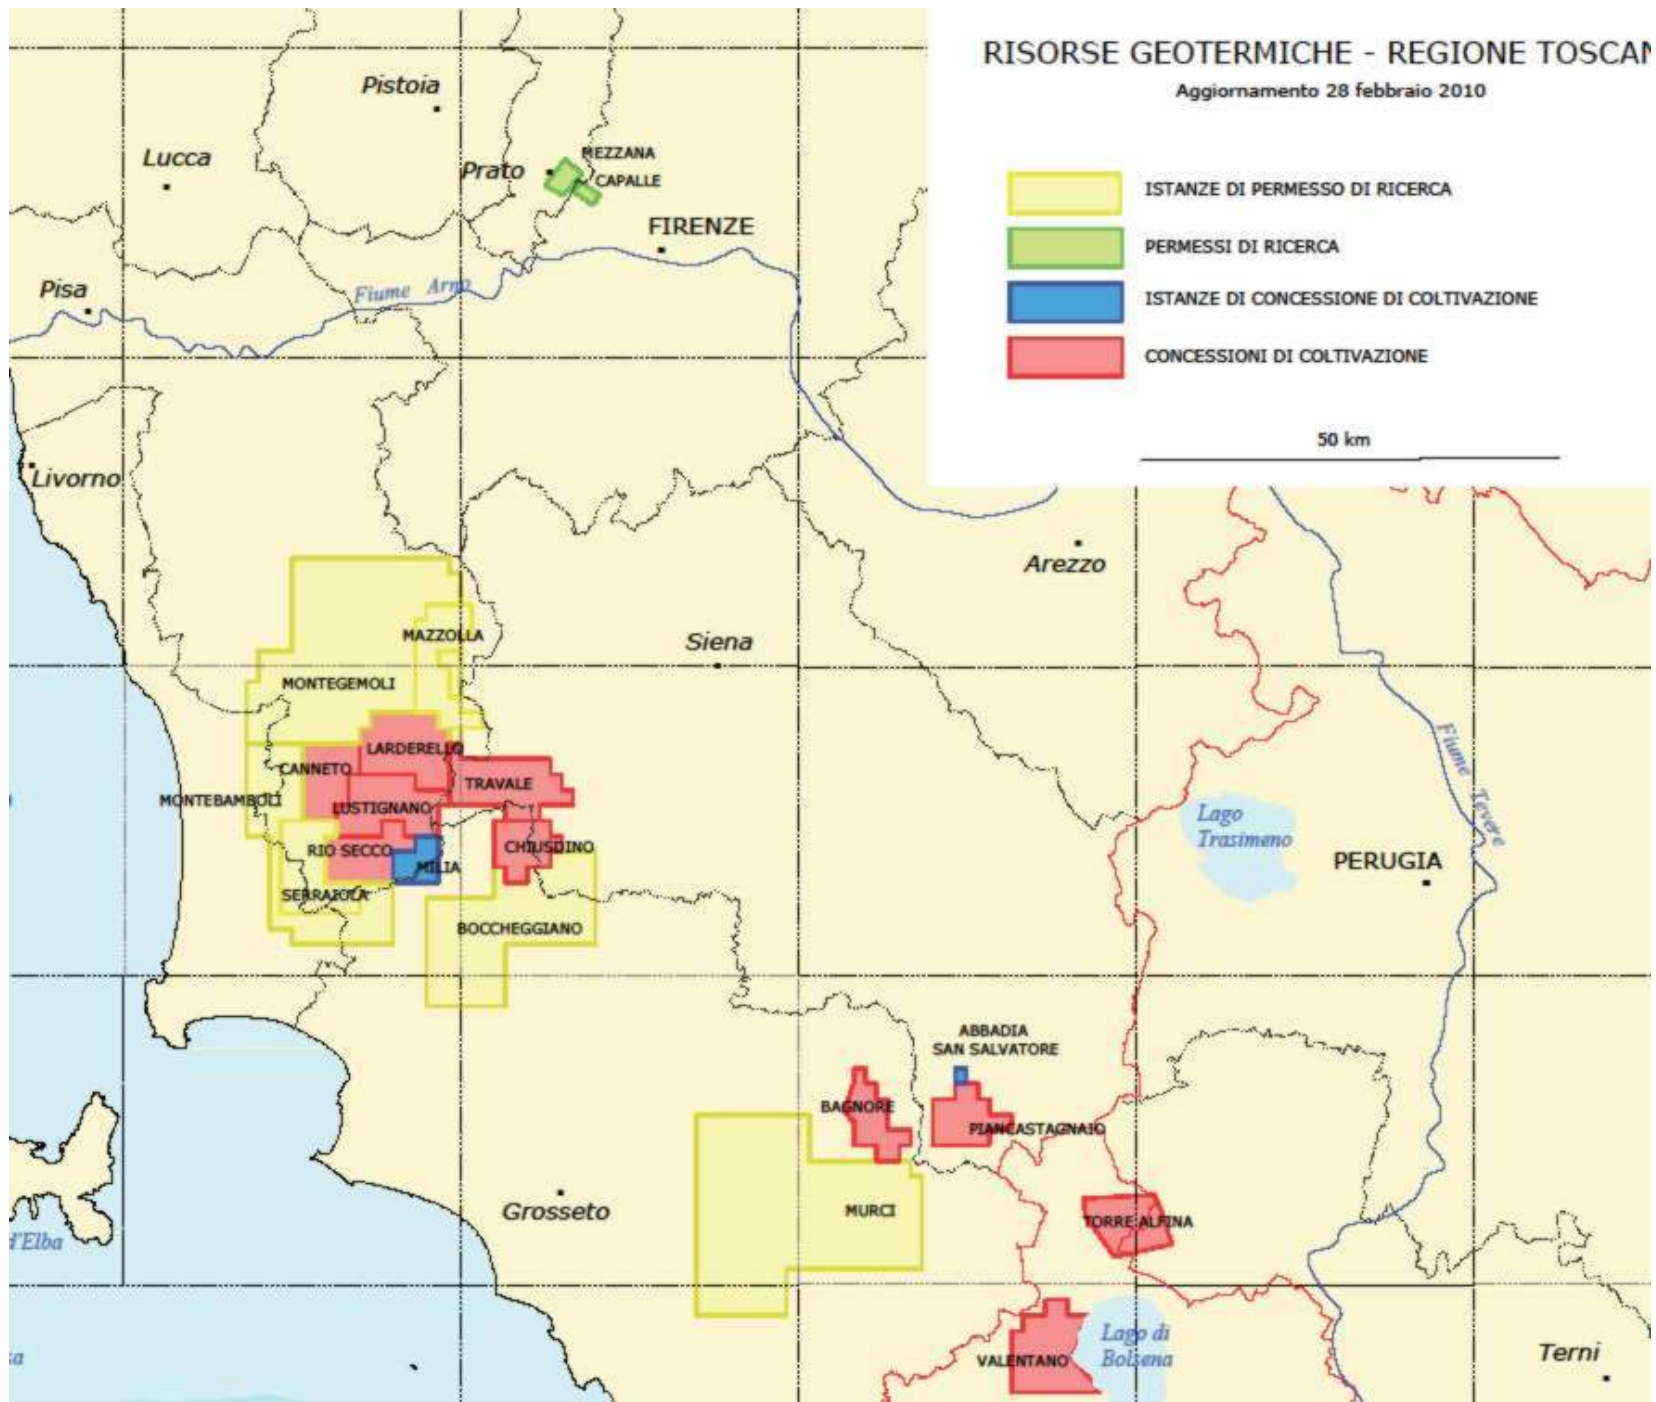 RISORSE GEOTERMICHE - REGIONE TOSCAN
Aggiornamento 28 febbraio 2010
ISTANZE DI PERMESSO DI RICERCA
PERMESSI DI RICERCA
ISTANZE DI CONCESSIONE DI COLTIVAZIONE
CONCESSIONI DI COLTIVAZIONE
50 km
Pistoia
Lucca
Prato
MEZZANA
CAPALLE
FIRENZE
Pisa
Fiume Arno
Livorno
Arezzo
Siena
MAZZOLLA
MONTEGEMOLI
LARDERELLO
CANNETO
TRAVALE
MONTEBAMBOLI
LUSTIGNANO
RIO SECCO
CHIUSDINO
MILIA
SERRAIOLA
BOCCHEGGIANO
Fiume Tevere
Lago
Trasimeno
PERUGIA
ABBADIA
SAN SALVATORE
BAGNORE
PIANCASTAGNAIO
MURCI
Grosseto
TORRE ALFINA
d'Elba
VALENTANO
Lago di
Bolsena
Terni
za